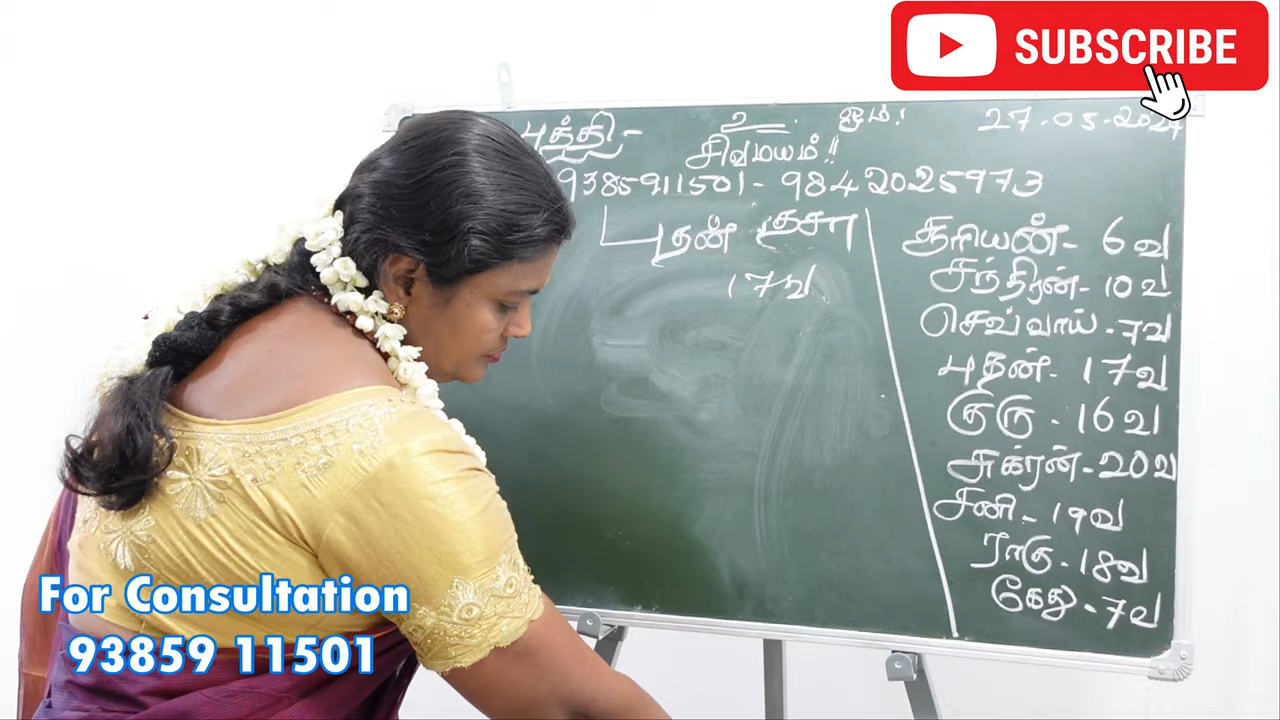 SUBSCRIBE
உ ஓம்! 27.05.2024
புத்தி - சிவமயம்!!
9385911501 - 9842025973
புதன் தசா
17வ
சூரியன் - 6வ
சந்திரன் - 10வ
செவ்வாய் - 7வ
புதன் - 17வ
குரு - 16வ
சுக்ரன் - 20வ
சனி - 19வ
ராகு - 18வ
கேது - 7வ
For Consultation
93859 11501